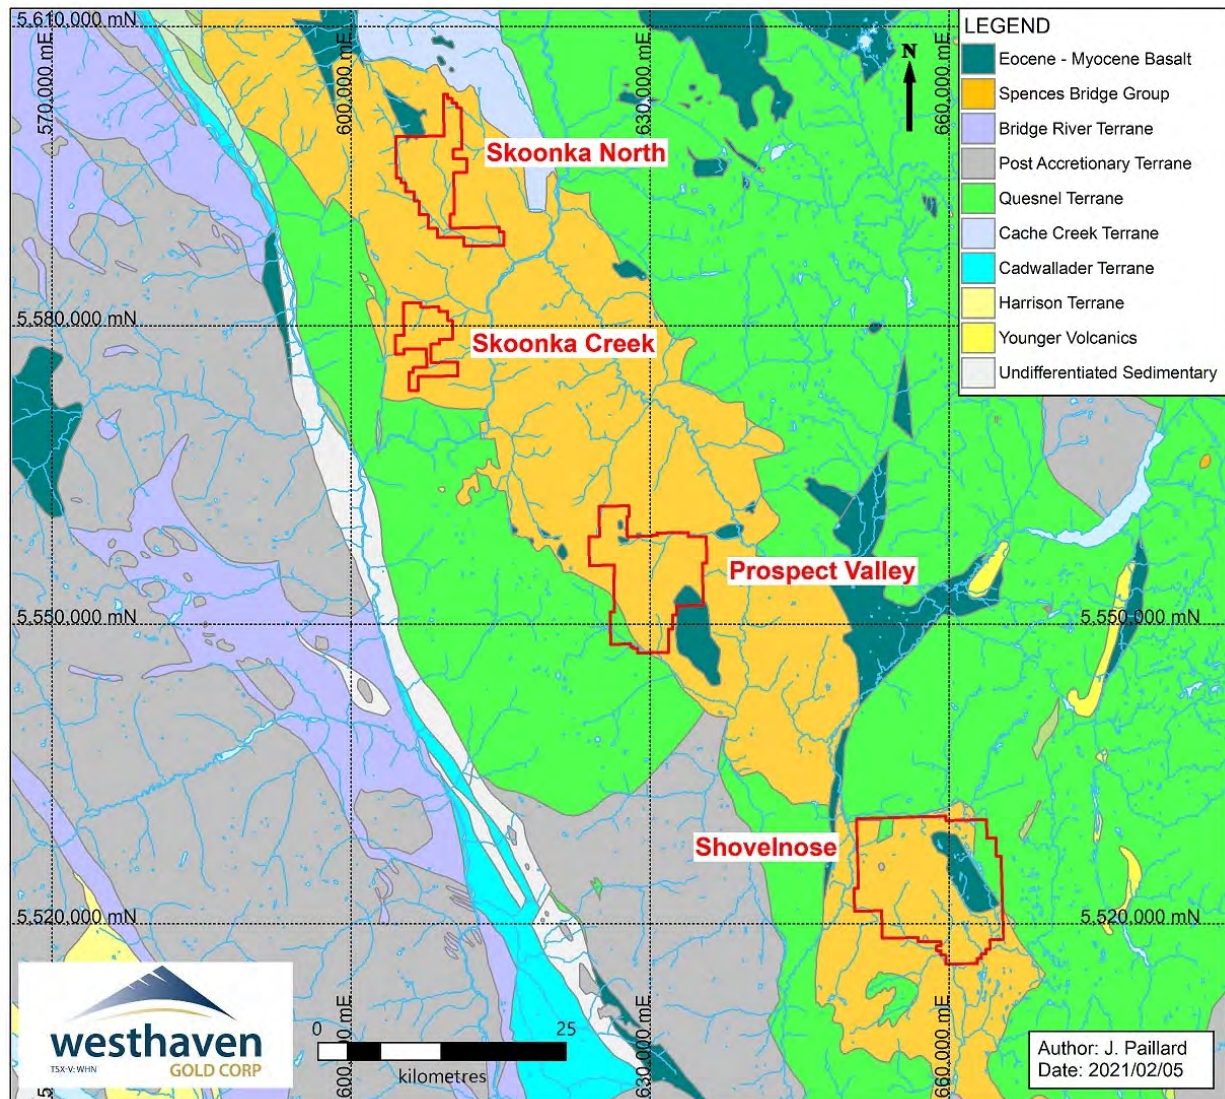 5,610,000 mN
570,000 mE
600,000 mE
630,000 mE
660,000 mE
N
LEGEND
Eocene - Myocene Basalt
Spences Bridge Group
Bridge River Terrane
Post Accretionary Terrane
Quesnel Terrane
Cache Creek Terrane
Cadwallader Terrane
Harrison Terrane
Younger Volcanics
Undifferentiated Sedimentary
Skoonka North
5,580,000 mN
Skoonka Creek
Prospect Valley
5,550,000 mN
5,550,000 mN
Shovelnose
5,520,000 mN
5,520,000 mN
westhaven
TSX-V: WHN
GOLD CORP
0 25
kilometres
600,000 mE
630,000 mE
660,000 mE
Author: J. Paillard
Date: 2021/02/05